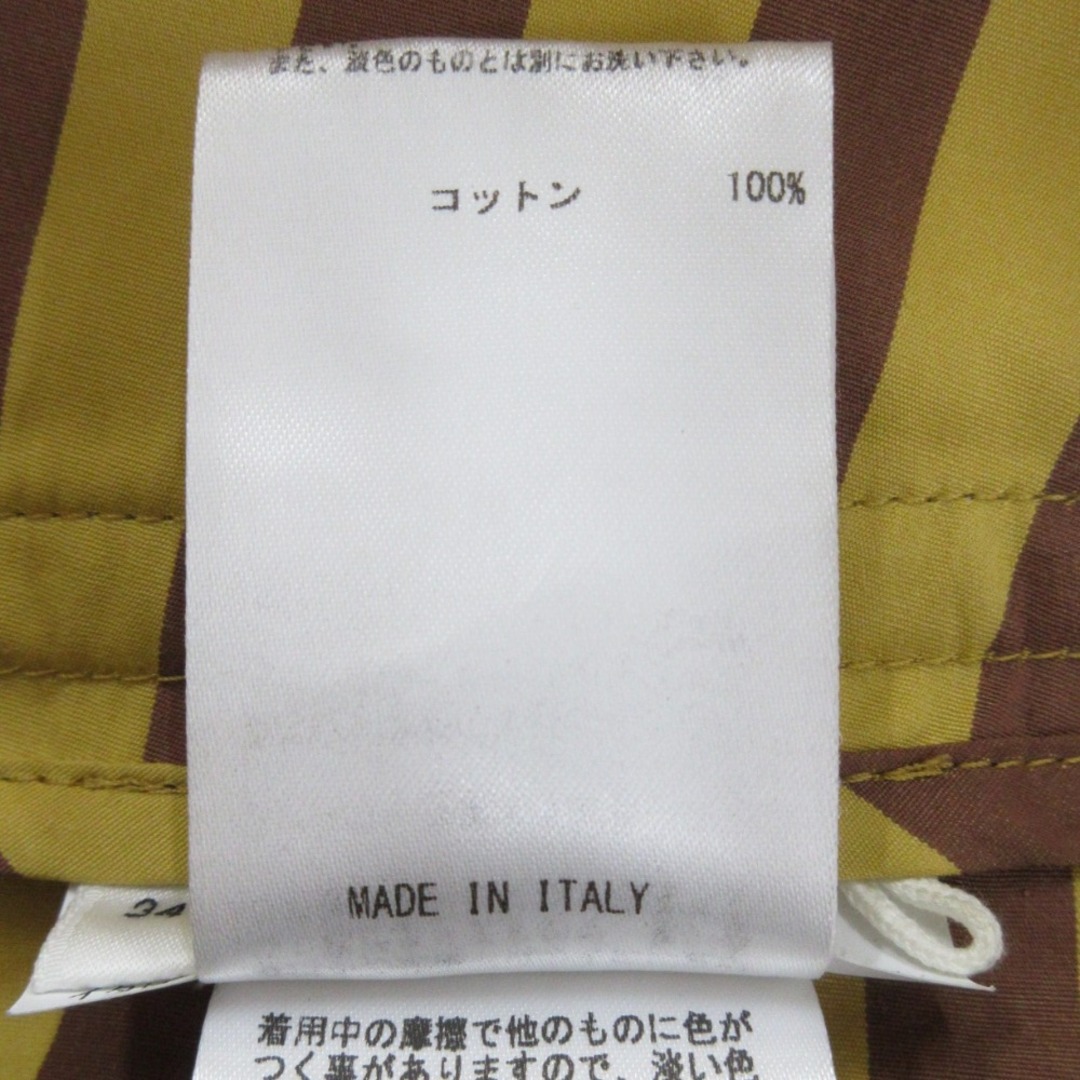 また、淡色のものとは別にお洗い下さい。
コットン 100%
MADE IN ITALY
34
着用中の摩擦で他のものに色が
つく事がありますので、淡い色